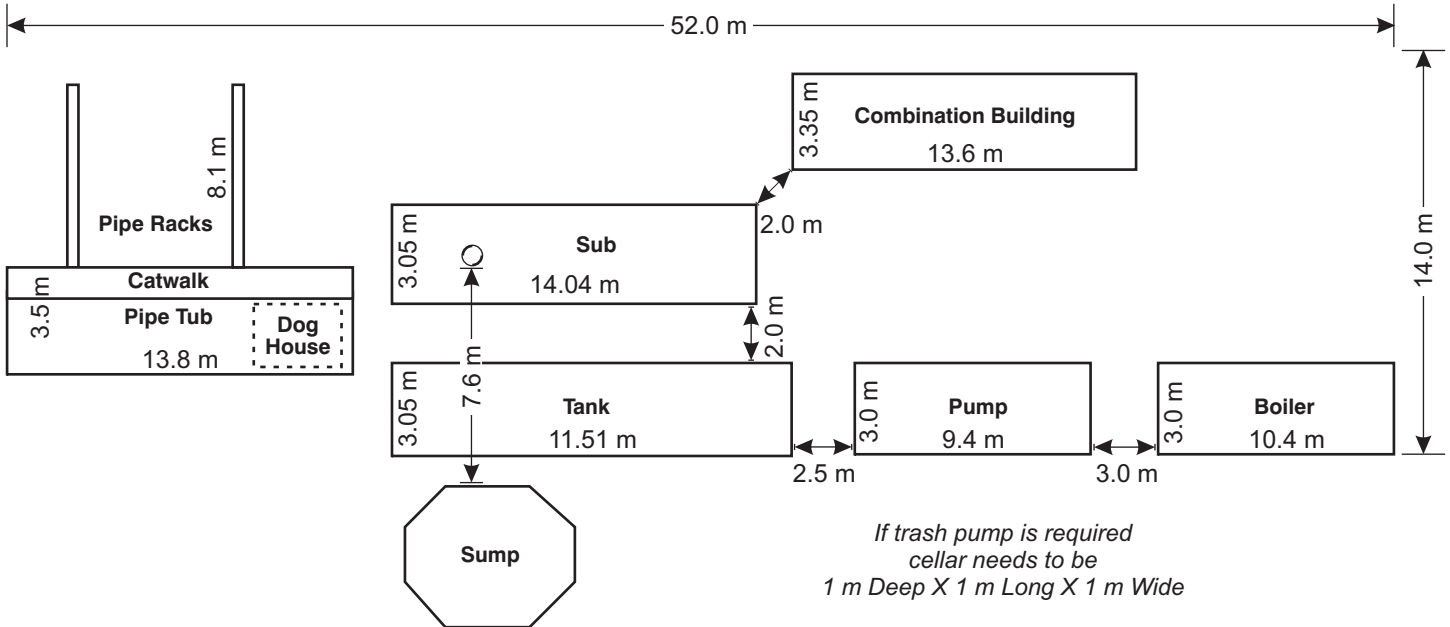 52.0 m
3.35 m
Combination Building
13.6 m
8.1 m
14.0 m
Pipe Racks
2.0 m
3.05 m
Sub
14.04 m
Catwalk
3.5 m
Pipe Tub
Dog
House
13.8 m
2.0 m
7.6 m
3.05 m
Tank
11.51 m
3.0 m
Pump
9.4 m
3.0 m
Boiler
10.4 m
2.5 m
3.0 m
Sump
If trash pump is required
cellar needs to be
1 m Deep X 1 m Long X 1 m Wide